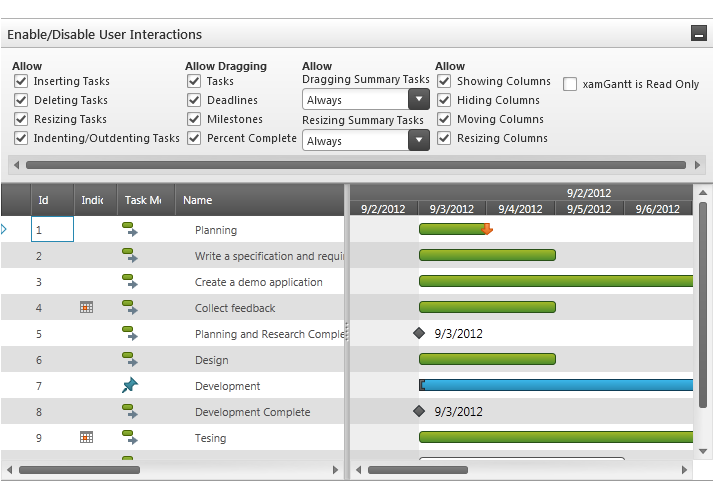 Enable/Disable User Interactions
Allow
Inserting Tasks
Deleting Tasks
Resizing Tasks
Indenting/Outdenting Tasks
Allow Dragging
Tasks
Deadlines
Milestones
Percent Complete
Allow
Dragging Summary Tasks
Always
Resizing Summary Tasks
Always
Allow
Showing Columns
Hiding Columns
Moving Columns
Resizing Columns
xamGantt is Read Only
Id Indic Task Mo Name
9/2/2012
9/2/2012 9/3/2012 9/4/2012 9/5/2012 9/6/2012
1 Planning
2 Write a specification and requi
3 Create a demo application
4 Collect feedback
5 Planning and Research Comple 9/3/2012
6 Design
7 Development
8 Development Complete 9/3/2012
9 Tesing